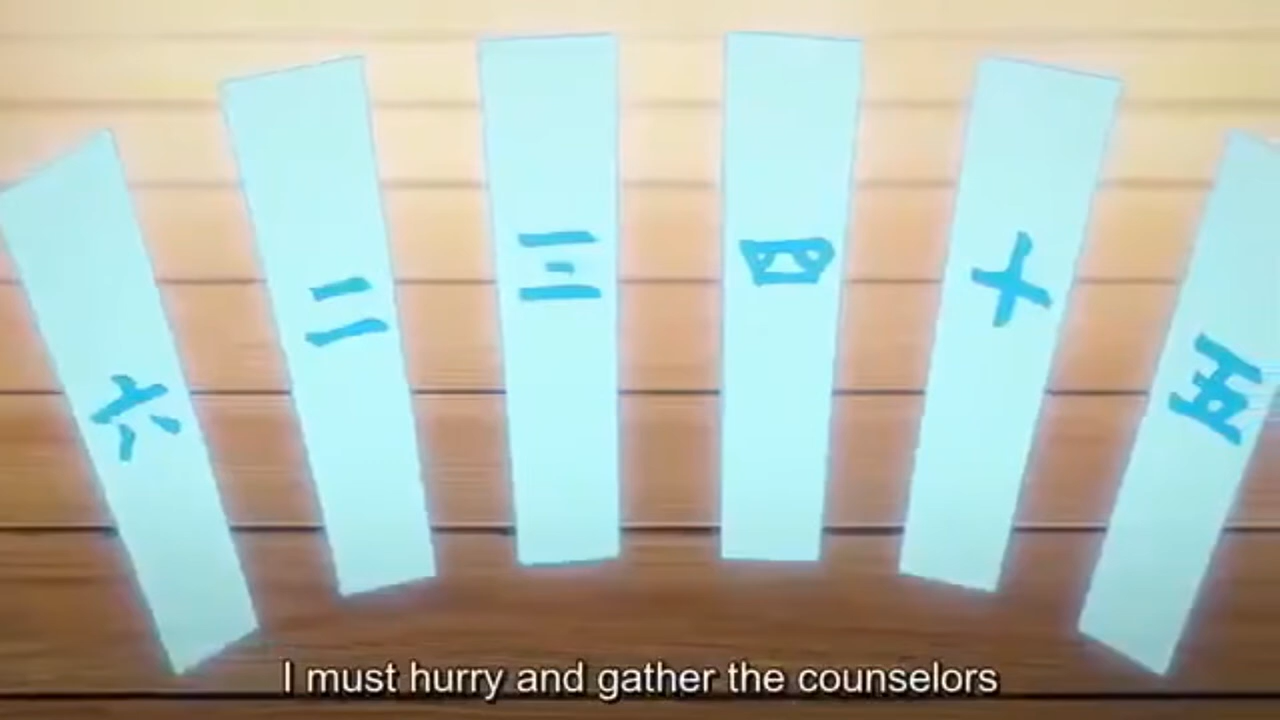 六
二
三
四
十
五
I must hurry and gather the counselors